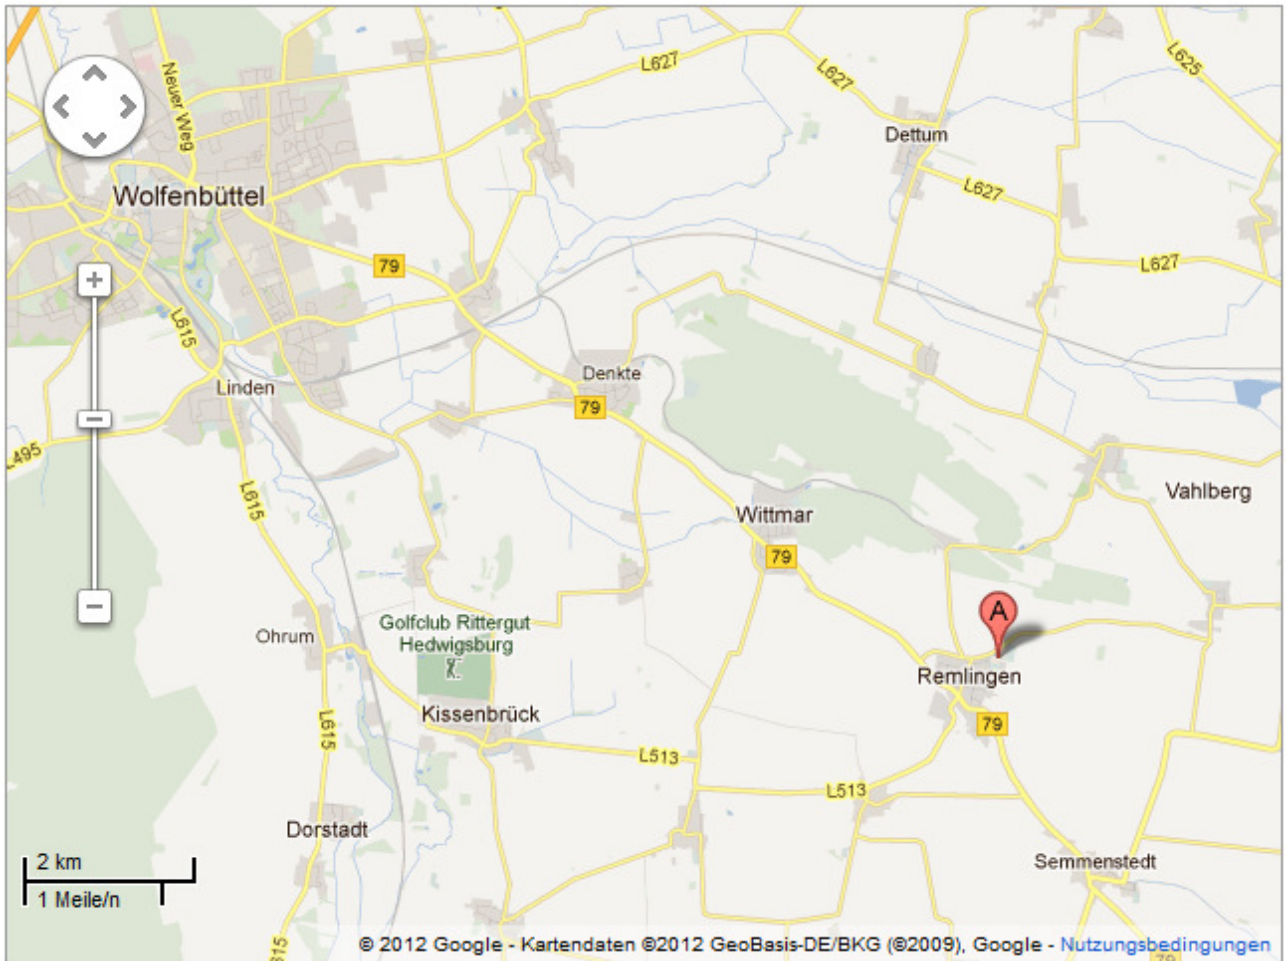 L627
L625
L627
Neuer Weg
Dettum
L627
Wolfenbüttel
79
L627
L615
Denkte
Linden
79
L495
Vahlberg
L615
Wittmar
79
A
Golfclub Rittergut
Hedwigsburg
Ohrum
Remlingen
Kissenbrück
79
L615
L513
L513
Dorstadt
2 km
Semmenstedt
1 Meile/n
© 2012 Google - Kartendaten ©2012 GeoBasis-DE/BKG (©2009), Google - Nutzungsbedingungen
79